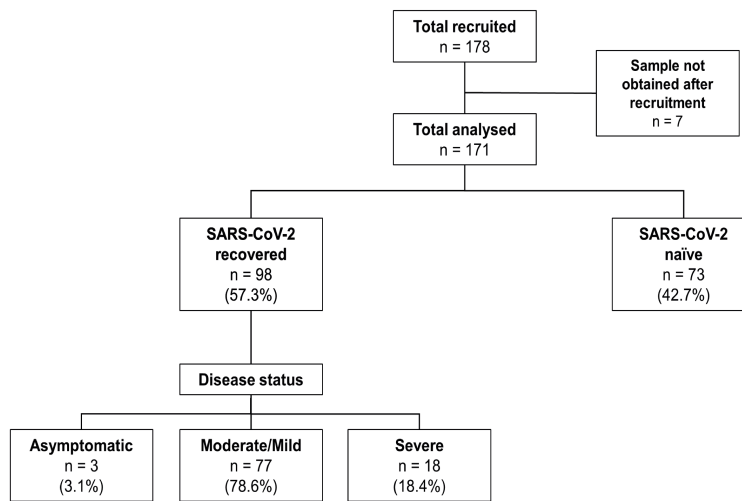 Total recruited
n = 178
Sample not
obtained after
recruitment
n = 7
Total analysed
n = 171
SARS-CoV-2
recovered
n = 98
(57.3%)
SARS-CoV-2
naïve
n = 73
(42.7%)
Disease status
Asymptomatic
n = 3
(3.1%)
Moderate/Mild
n = 77
(78.6%)
Severe
n = 18
(18.4%)